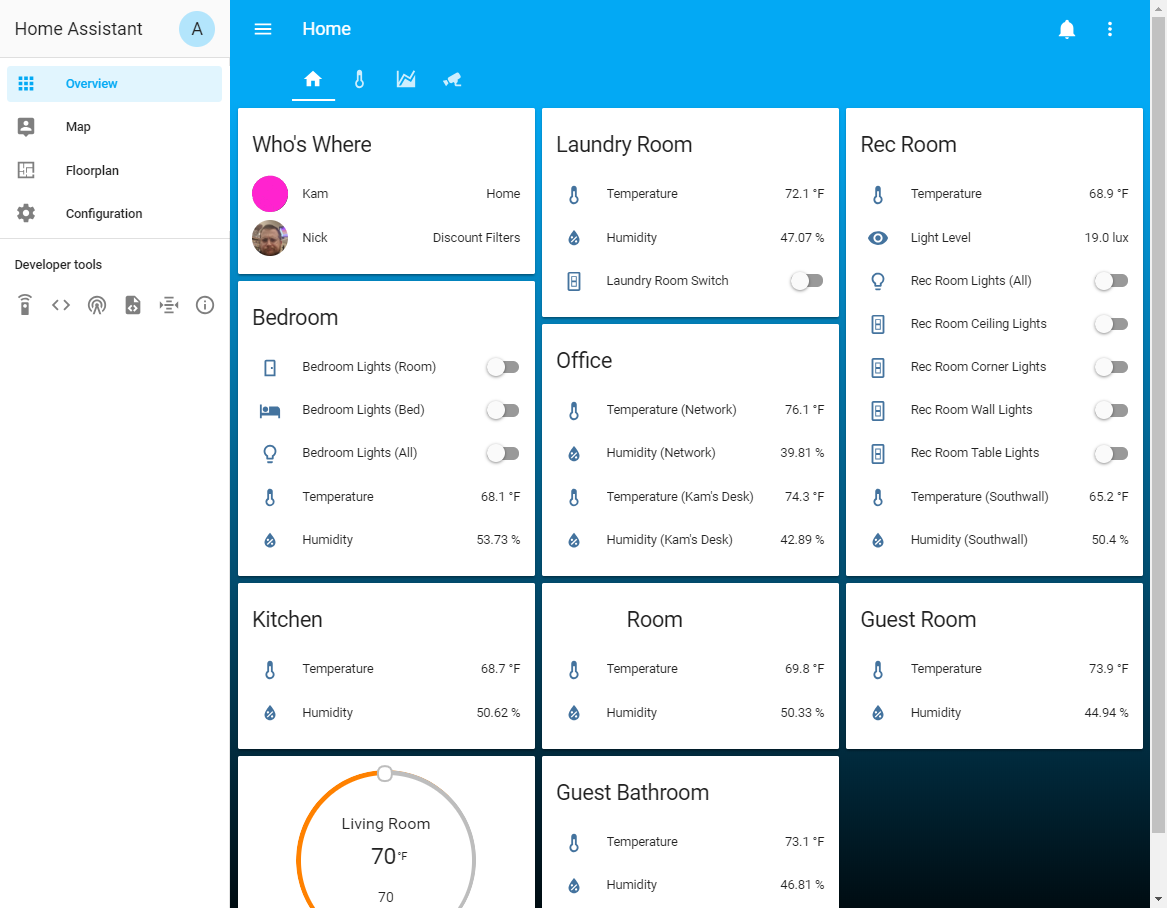 Home Assistant
A
Overview
Map
Floorplan
Configuration
Developer tools
Home
Who's Where
Kam Home
Nick Discount Filters
Bedroom
Bedroom Lights (Room)
Bedroom Lights (Bed)
Bedroom Lights (All)
Temperature 68.1 °F
Humidity 53.73 %
Laundry Room
Temperature 72.1 °F
Humidity 47.07 %
Laundry Room Switch
Office
Temperature (Network) 76.1 °F
Humidity (Network) 39.81 %
Temperature (Kam's Desk) 74.3 °F
Humidity (Kam's Desk) 42.89 %
Rec Room
Temperature 68.9 °F
Light Level 19.0 lux
Rec Room Lights (All)
Rec Room Ceiling Lights
Rec Room Corner Lights
Rec Room Wall Lights
Rec Room Table Lights
Temperature (Southwall) 65.2 °F
Humidity (Southwall) 50.4 %
Kitchen
Temperature 68.7 °F
Humidity 50.62 %
Room
Temperature 69.8 °F
Humidity 50.33 %
Guest Room
Temperature 73.9 °F
Humidity 44.94 %
Living Room
70 °F
70
Guest Bathroom
Temperature 73.1 °F
Humidity 46.81 %